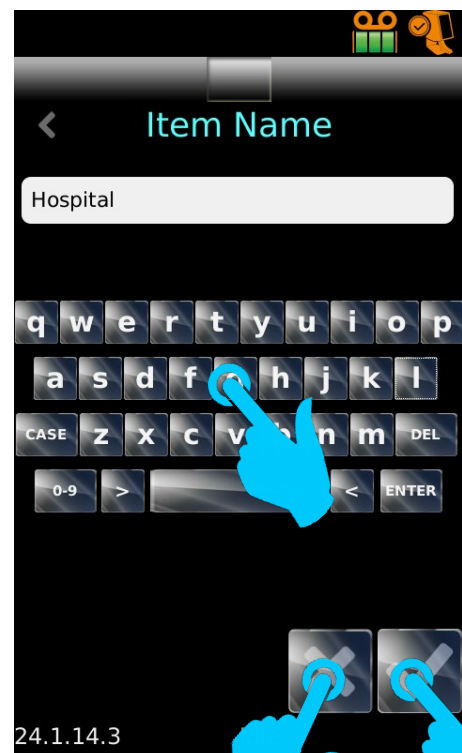 Item Name
Hospital
q w e r t y u i o p
a s d f h j k l
CASE z x c v n m DEL
0-9 > < ENTER
24.1.14.3